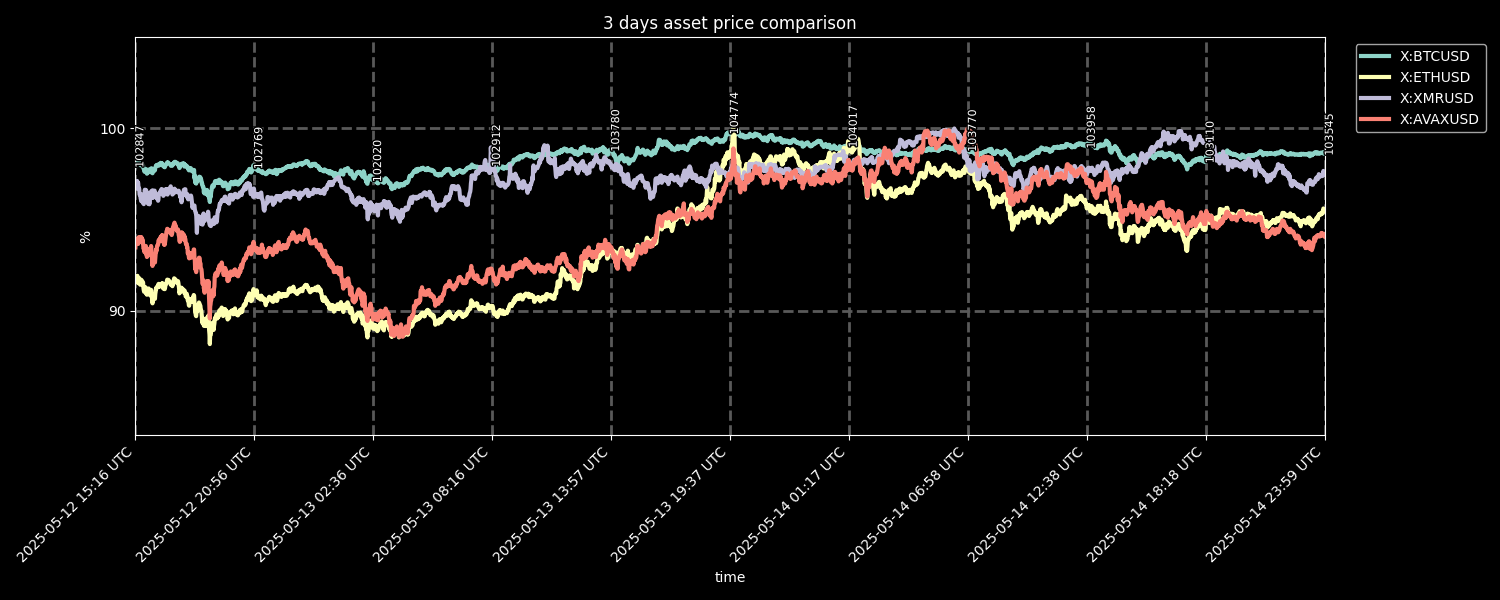 3 days asset price comparison
X:BTCUSD
X:ETHUSD
X:XMRUSD
X:AVAXUSD
100
90
%
102847
102769
102020
102912
103780
104774
104017
103770
103958
103110
103545
2025-05-12 15:16 UTC
2025-05-12 20:56 UTC
2025-05-13 02:36 UTC
2025-05-13 08:16 UTC
2025-05-13 13:57 UTC
2025-05-13 19:37 UTC
2025-05-14 01:17 UTC
2025-05-14 06:58 UTC
2025-05-14 12:38 UTC
2025-05-14 18:18 UTC
2025-05-14 23:59 UTC
time